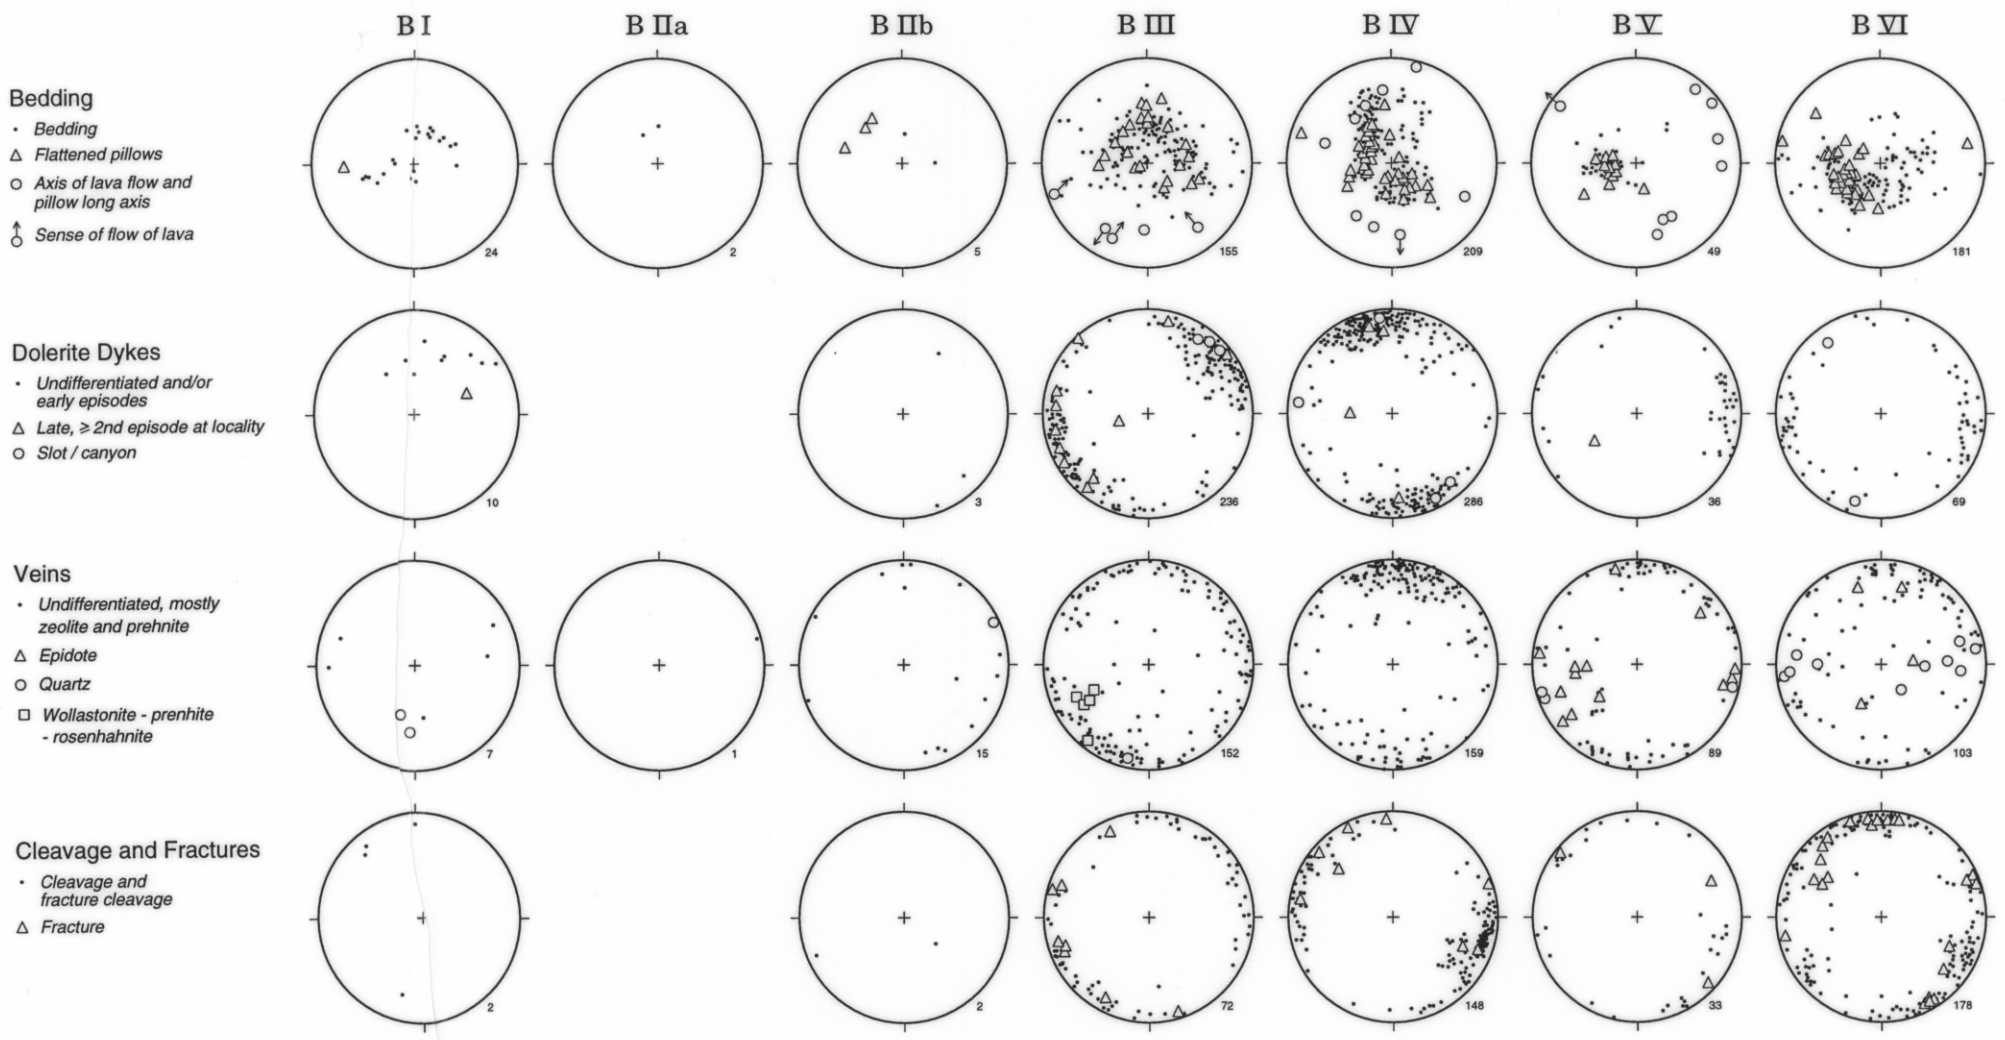 B I B IIa B IIb B III B IV B V B VI
Bedding
Bedding
Flattened pillows
Axis of lava flow and
pillow long axis
Sense of flow of lava
24 2 5 155 209 49 181
Dolerite Dykes
Undifferentiated and/or
early episodes
Late, ≥ 2nd episode at locality
Slot / canyon
10 3 236 286 36 69
Veins
Undifferentiated, mostly
zeolite and prehnite
Epidote
Quartz
Wollastonite - prenhite
- rosenhahnite
7 1 15 152 159 89 103
Cleavage and Fractures
Cleavage and
fracture cleavage
Fracture
2 2 72 148 33 178